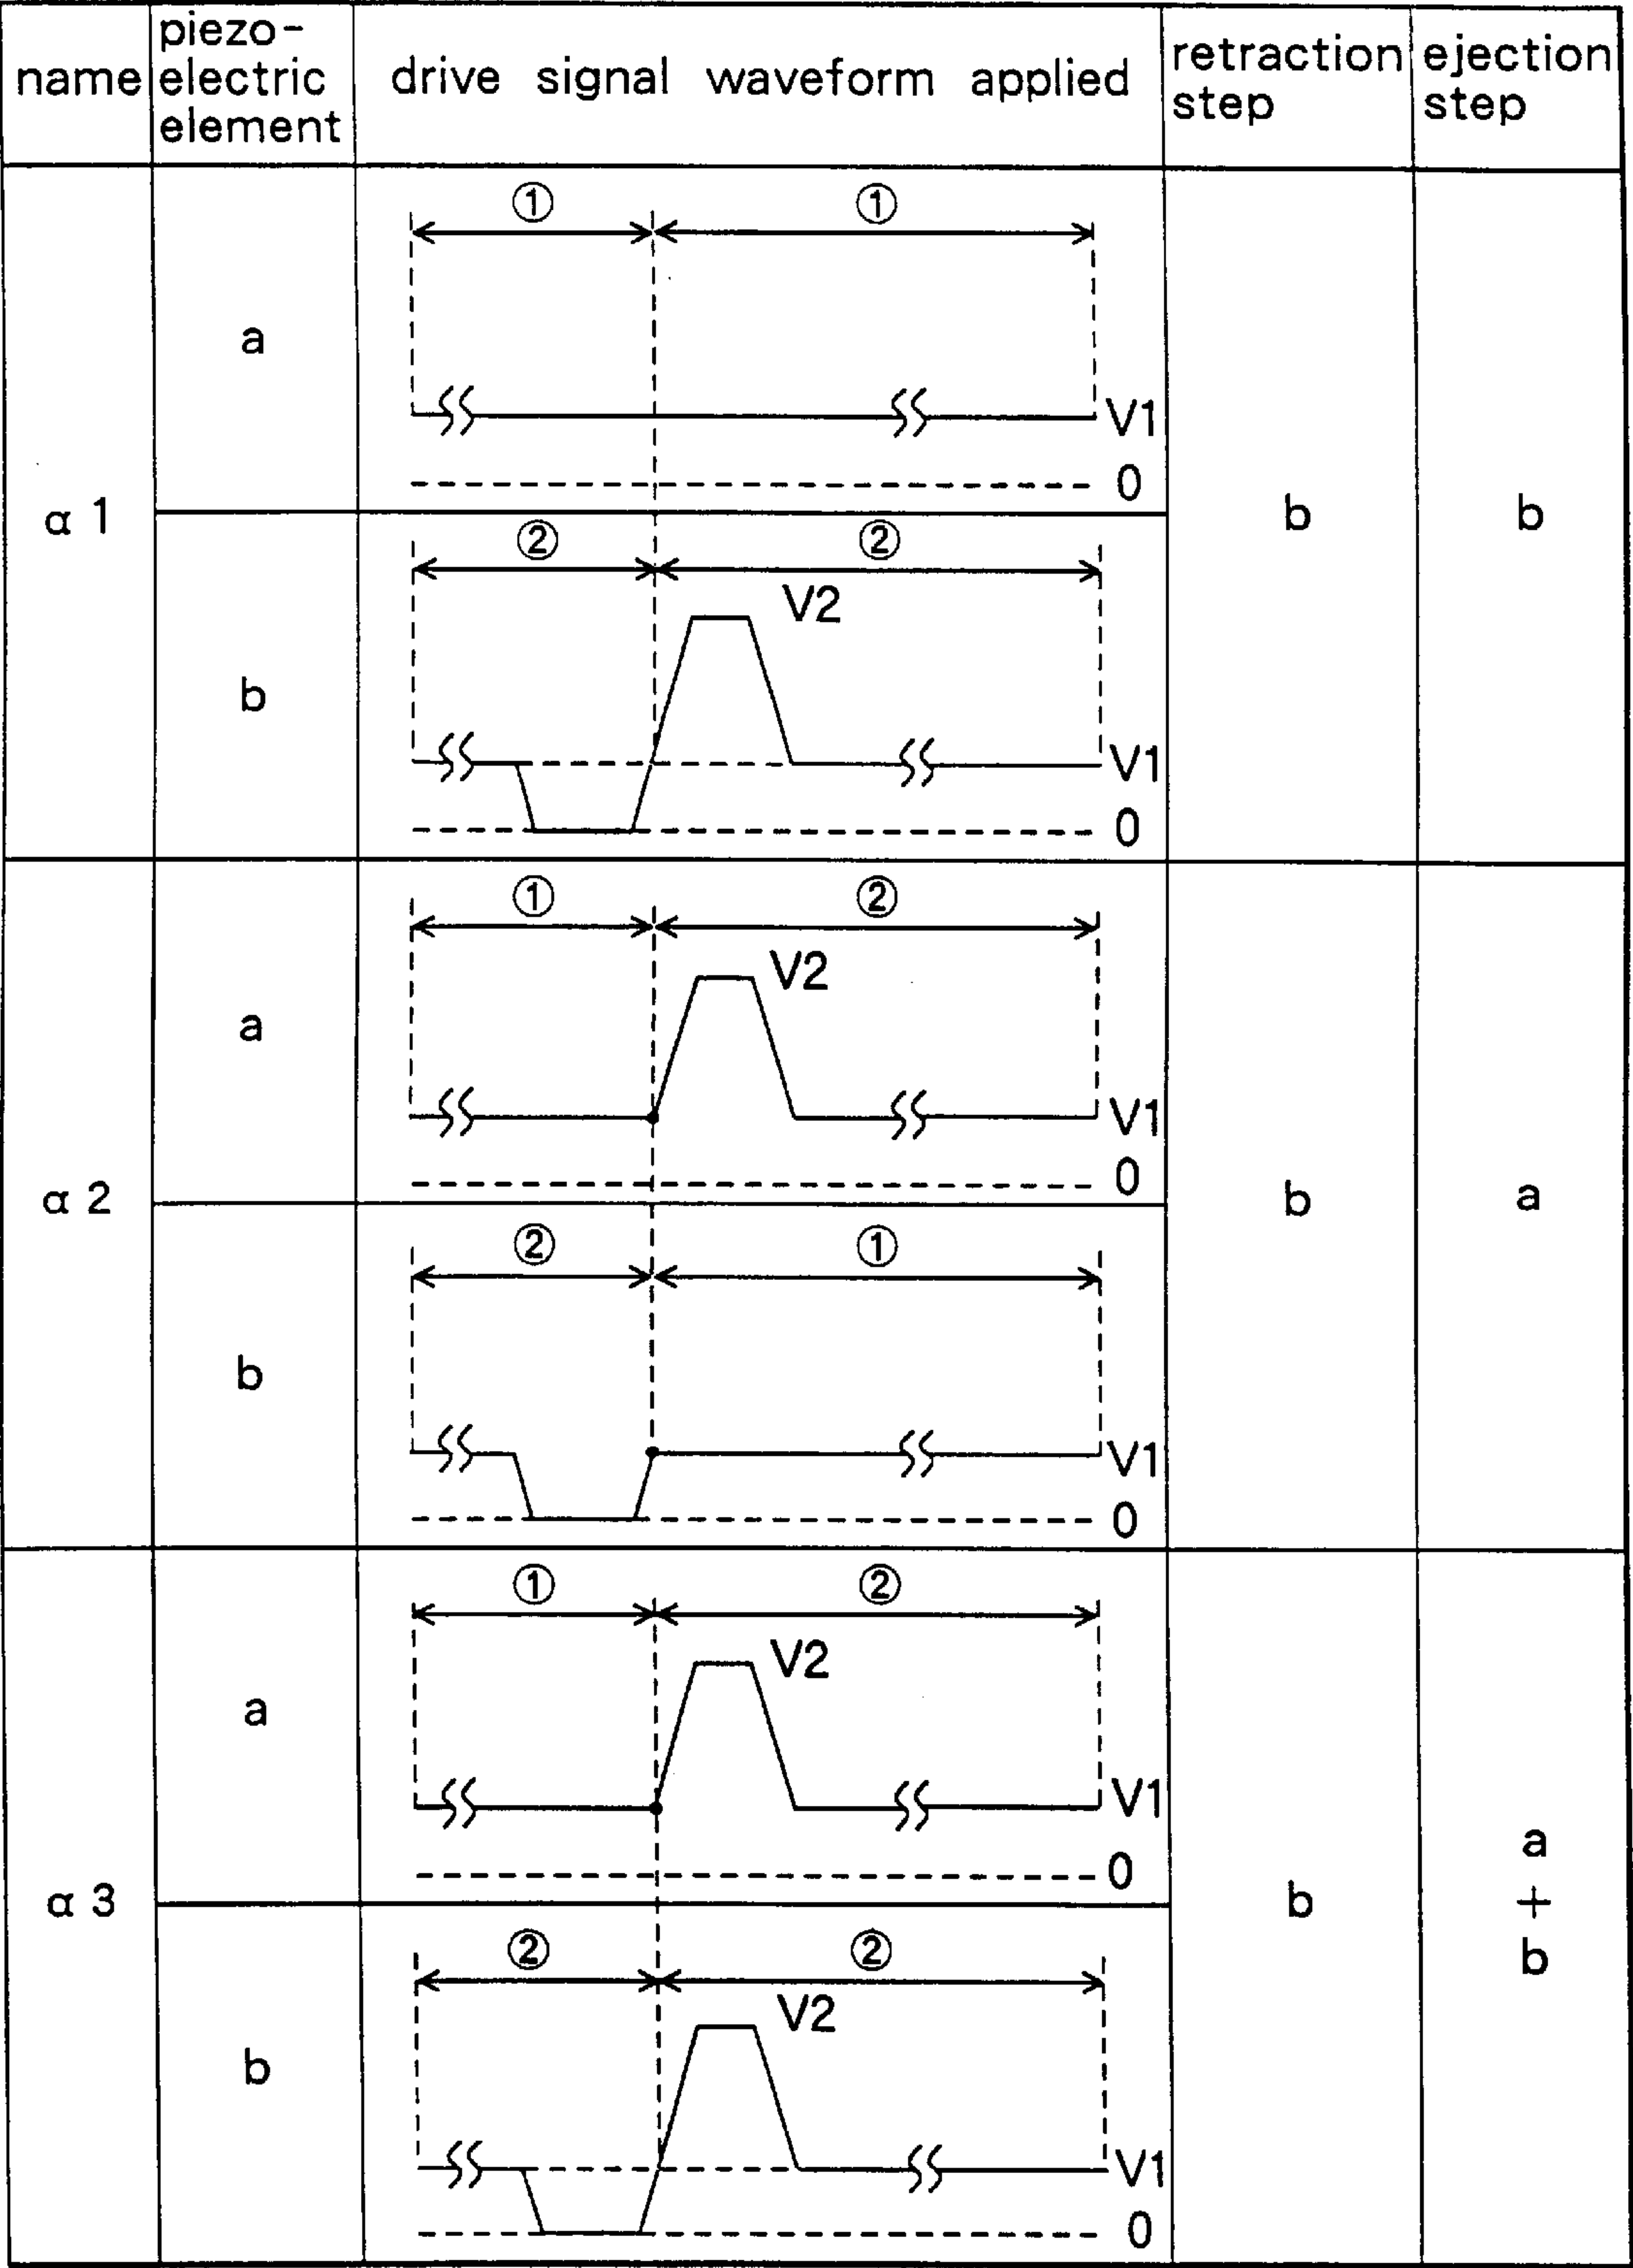 name
piezo-
electric
element
drive signal waveform applied
retraction
step
ejection
step
α 1
a
① ①
V1
0
b
② ②
V2
V1
0
b
b
α 2
a
① ②
V2
V1
0
b
② ①
V1
0
b
a
α 3
a
① ②
V2
V1
0
b
② ②
V2
V1
0
b
a
+
b